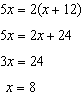 5x = 2(x + 12)
5x = 2x + 24
3x = 24
x = 8